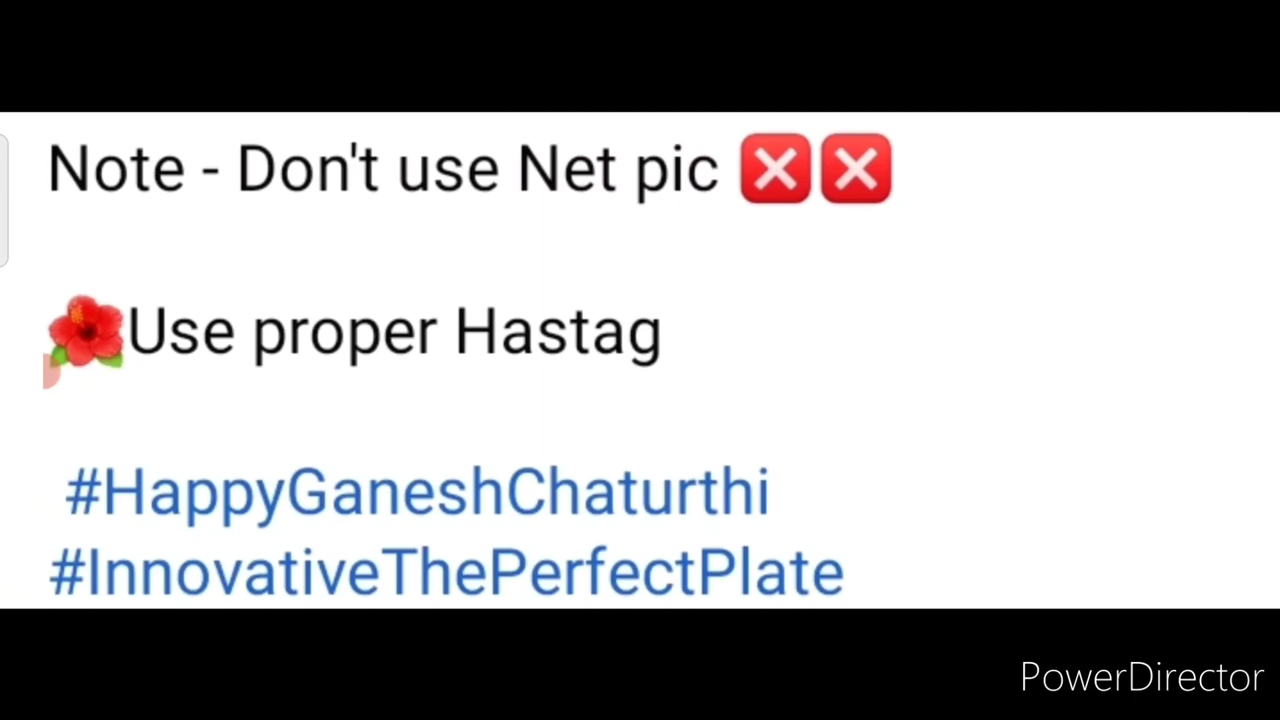 Note - Don't use Net pic ❌❌
🌺Use proper Hastag
#HappyGaneshChaturthi
#InnovativeThePerfectPlate
PowerDirector